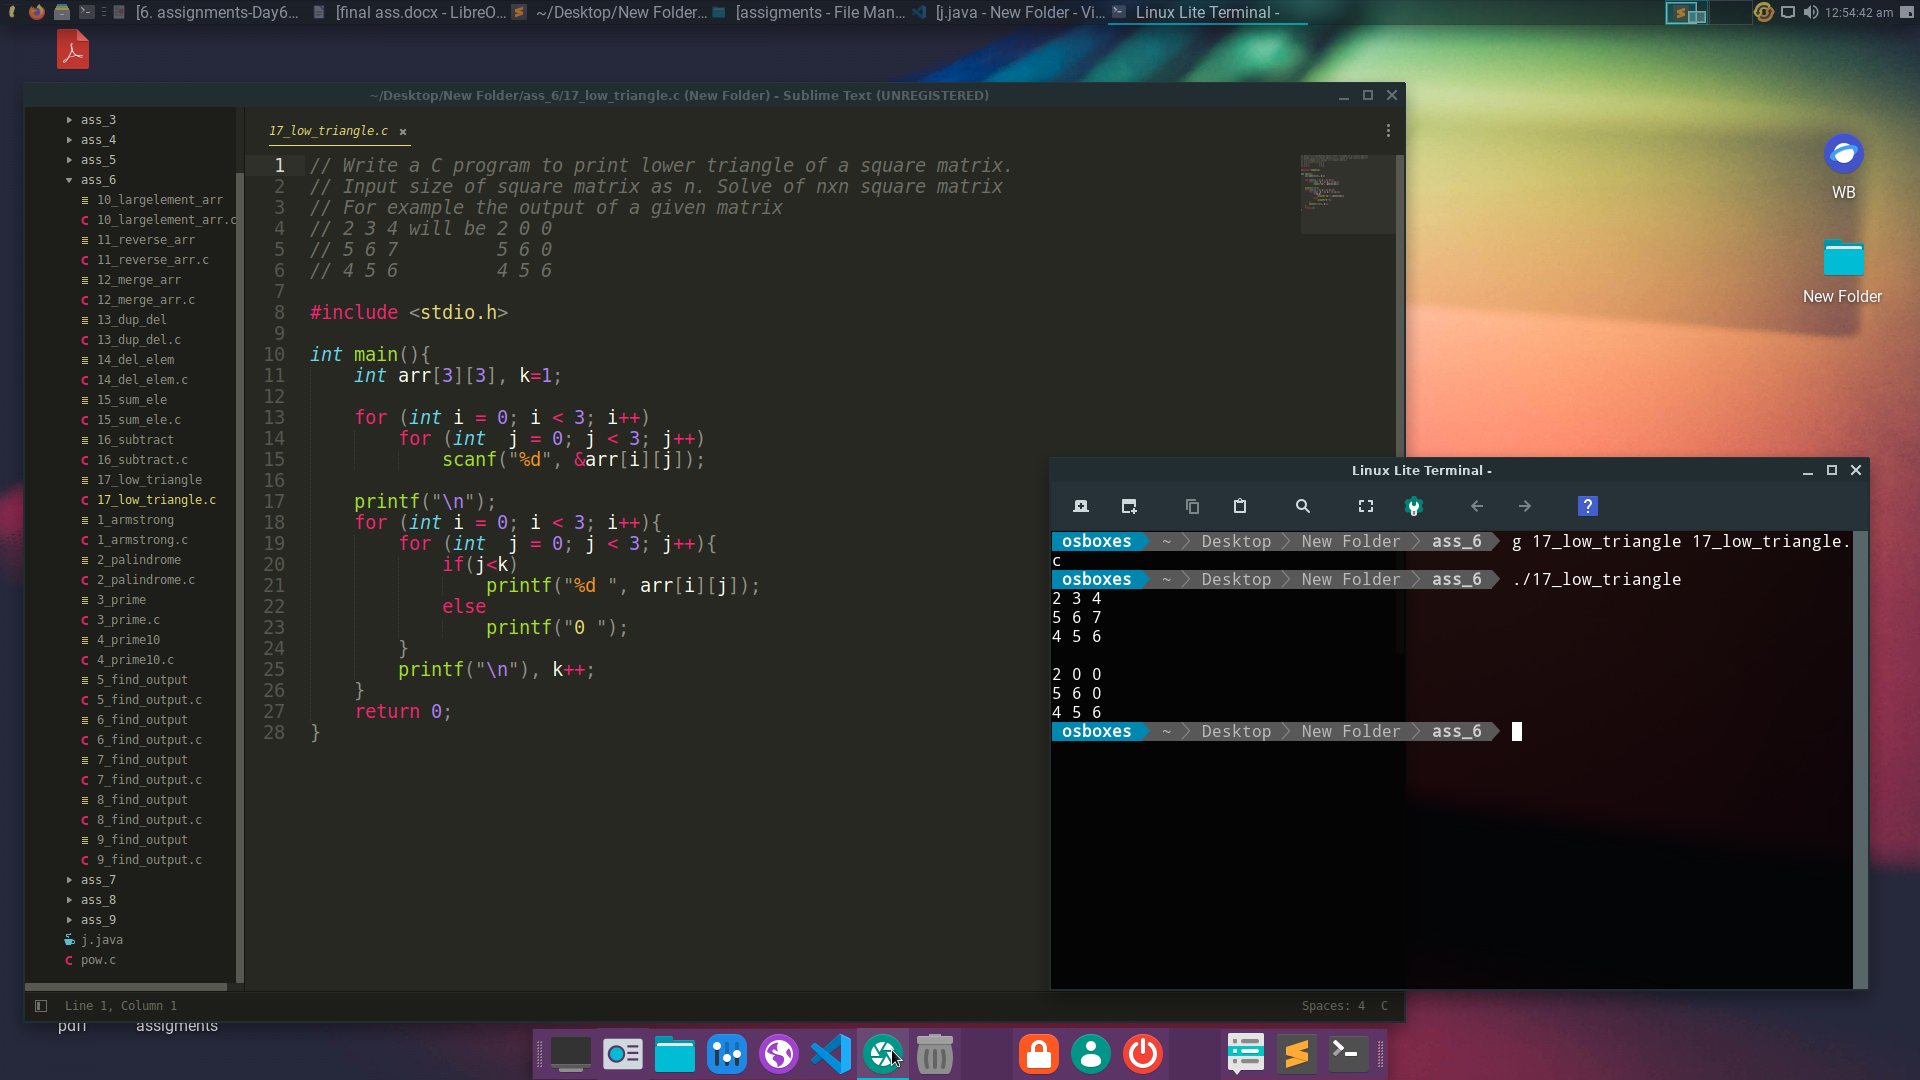 [6. assignments-Day6...
[final ass.docx - LibreO...
~/Desktop/New Folder...
[assigments - File Man...
[j.java - New Folder - Vi...
Linux Lite Terminal -
12:54:42 am
~/Desktop/New Folder/ass_6/17_low_triangle.c (New Folder) - Sublime Text (UNREGISTERED)
ass_3
ass_4
ass_5
ass_6
10_largelement_arr
10_largelement_arr.c
11_reverse_arr
11_reverse_arr.c
12_merge_arr
12_merge_arr.c
13_dup_del
13_dup_del.c
14_del_elem
14_del_elem.c
15_sum_ele
15_sum_ele.c
16_subtract
16_subtract.c
17_low_triangle
17_low_triangle.c
1_armstrong
1_armstrong.c
2_palindrome
2_palindrome.c
3_prime
3_prime.c
4_prime10
4_prime10.c
5_find_output
5_find_output.c
6_find_output
6_find_output.c
7_find_output
7_find_output.c
8_find_output
8_find_output.c
9_find_output
9_find_output.c
ass_7
ass_8
ass_9
j.java
pow.c
17_low_triangle.c ×
1 // Write a C program to print lower triangle of a square matrix.
2 // Input size of square matrix as n. Solve of nxn square matrix
3 // For example the output of a given matrix
4 // 2 3 4 will be 2 0 0
5 // 5 6 7         5 6 0
6 // 4 5 6         4 5 6
7
8 #include <stdio.h>
9
10 int main(){
11     int arr[3][3], k=1;
12
13     for (int i = 0; i < 3; i++)
14         for (int  j = 0; j < 3; j++)
15             scanf("%d", &arr[i][j]);
16
17     printf("\n");
18     for (int i = 0; i < 3; i++){
19         for (int  j = 0; j < 3; j++){
20             if(j<k)
21                 printf("%d ", arr[i][j]);
22             else
23                 printf("0 ");
24         }
25         printf("\n"), k++;
26     }
27     return 0;
28 }
Line 1, Column 1
Spaces: 4
C
Linux Lite Terminal -
?
osboxes ~ Desktop New Folder ass_6 g 17_low_triangle 17_low_triangle.
c
osboxes ~ Desktop New Folder ass_6 ./17_low_triangle
2 3 4
5 6 7
4 5 6

2 0 0
5 6 0
4 5 6
osboxes ~ Desktop New Folder ass_6
WB
New Folder
assigments